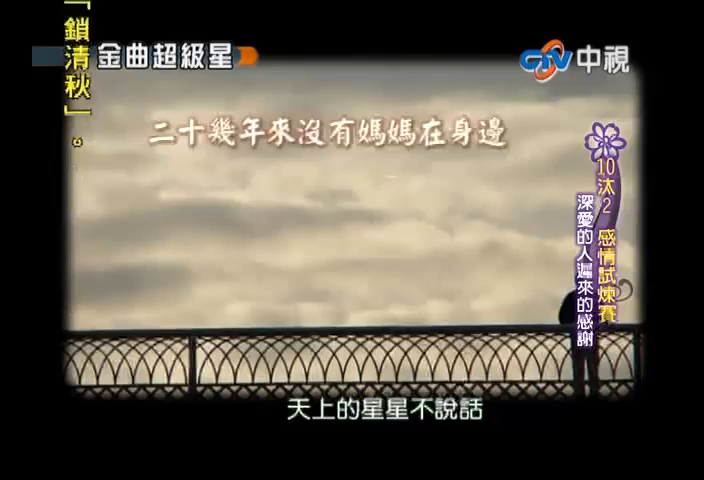 「鎖清秋」。
金曲超級星
CTV中視
二十幾年來沒有媽媽在身邊
10汰2 感情試煉賽
深愛的人遲來的感謝
天上的星星不說話